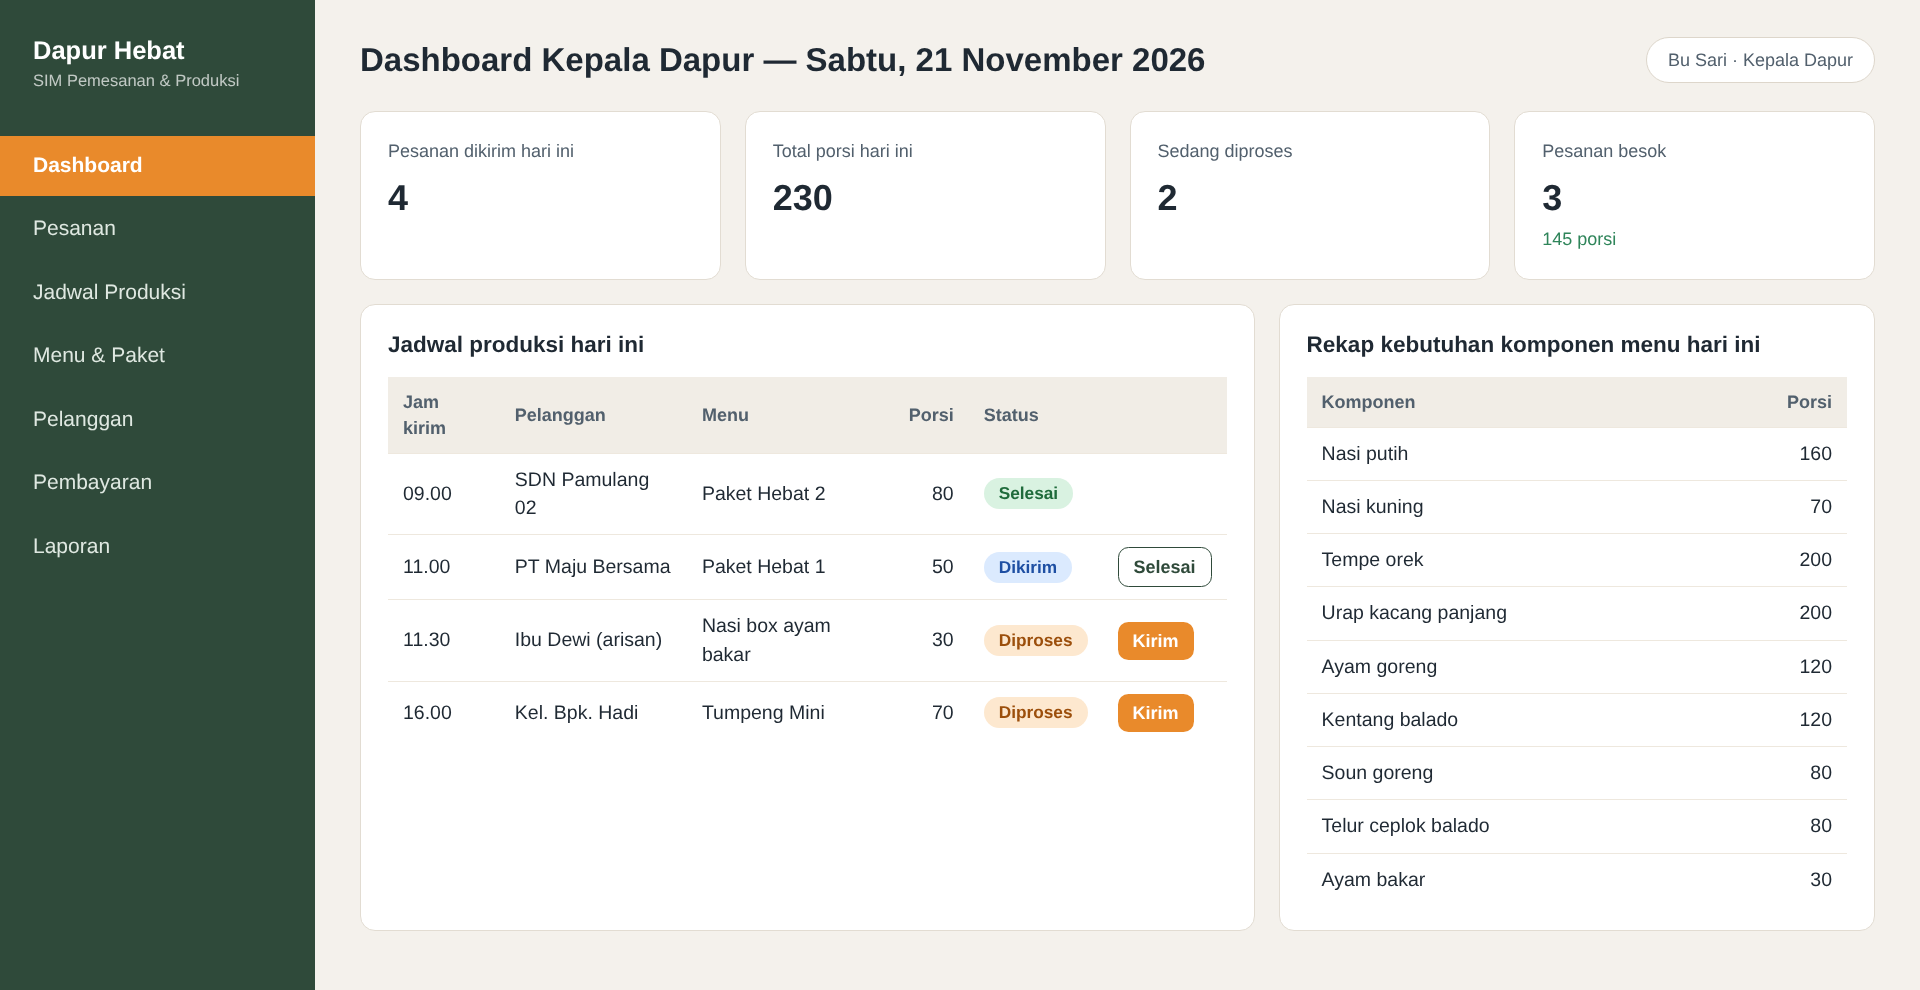 Dapur Hebat
SIM Pemesanan & Produksi
Dashboard
Pesanan
Jadwal Produksi
Menu & Paket
Pelanggan
Pembayaran
Laporan
Dashboard Kepala Dapur — Sabtu, 21 November 2026
Bu Sari · Kepala Dapur
Pesanan dikirim hari ini
4
Total porsi hari ini
230
Sedang diproses
2
Pesanan besok
3
145 porsi
Jadwal produksi hari ini
Jam kirim Pelanggan Menu Porsi Status
09.00 SDN Pamulang 02 Paket Hebat 2 80 Selesai
11.00 PT Maju Bersama Paket Hebat 1 50 Dikirim Selesai
11.30 Ibu Dewi (arisan) Nasi box ayam bakar 30 Diproses Kirim
16.00 Kel. Bpk. Hadi Tumpeng Mini 70 Diproses Kirim
Rekap kebutuhan komponen menu hari ini
Komponen Porsi
Nasi putih 160
Nasi kuning 70
Tempe orek 200
Urap kacang panjang 200
Ayam goreng 120
Kentang balado 120
Soun goreng 80
Telur ceplok balado 80
Ayam bakar 30